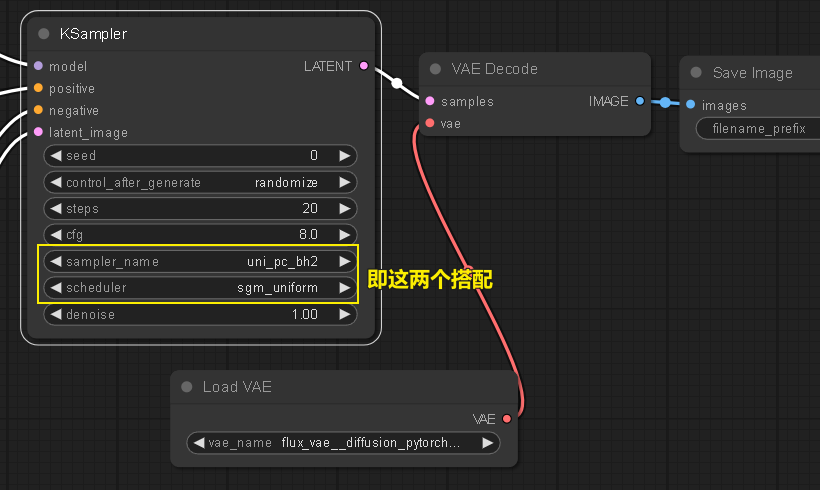 KSampler
model
LATENT
positive
negative
latent_image
seed 0
control_after_generate randomize
steps 20
cfg 8.0
sampler_name uni_pc_bh2
scheduler sgm_uniform
denoise 1.00
即这两个搭配
VAE Decode
samples
IMAGE
vae
Save Image
images
filename_prefix
Load VAE
VAE
vae_name flux_vae__diffusion_pytorch...